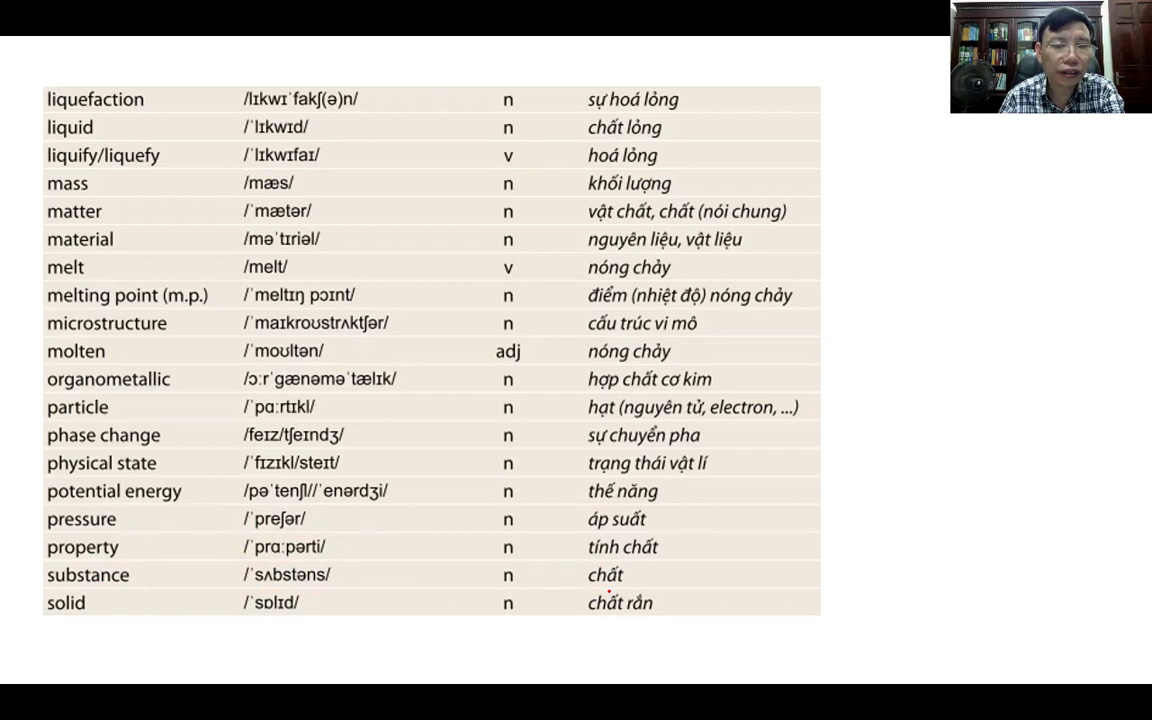 liquefaction /lɪkwɪˈfakʃ(ə)n/ n sự hoá lỏng
liquid /ˈlɪkwɪd/ n chất lỏng
liquify/liquefy /ˈlɪkwɪfaɪ/ v hoá lỏng
mass /mæs/ n khối lượng
matter /ˈmætər/ n vật chất, chất (nói chung)
material /məˈtɪriəl/ n nguyên liệu, vật liệu
melt /melt/ v nóng chảy
melting point (m.p.) /ˈmeltɪŋ pɔɪnt/ n điểm (nhiệt độ) nóng chảy
microstructure /ˈmaɪkroʊstrʌktʃər/ n cấu trúc vi mô
molten /ˈmoʊltən/ adj nóng chảy
organometallic /ɔːrˈgænəməˈtælɪk/ n hợp chất cơ kim
particle /ˈpɑːrtɪkl/ n hạt (nguyên tử, electron, ...)
phase change /feɪz/tʃeɪndʒ/ n sự chuyển pha
physical state /ˈfɪzɪkl/steɪt/ n trạng thái vật lí
potential energy /pəˈtenʃl//ˈenərdʒi/ n thế năng
pressure /ˈpreʃər/ n áp suất
property /ˈprɑːpərti/ n tính chất
substance /ˈsʌbstəns/ n chất
solid /ˈsɒlɪd/ n chất rắn